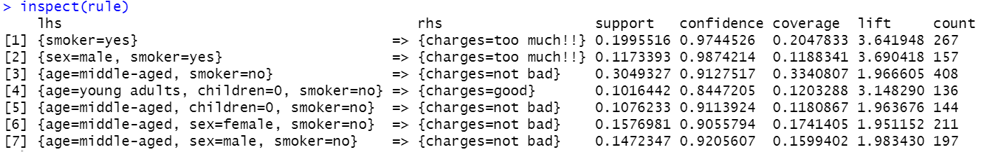 > inspect(rule)
    lhs                                           rhs                     support   confidence coverage  lift     count
[1] {smoker=yes}                               => {charges=too much!!} 0.1995516 0.9744526  0.2047833 3.641948 267
[2] {sex=male, smoker=yes}                     => {charges=too much!!} 0.1173393 0.9874214  0.1188341 3.690418 157
[3] {age=middle-aged, smoker=no}               => {charges=not bad}    0.3049327 0.9127517  0.3340807 1.966605 408
[4] {age=young adults, children=0, smoker=no} => {charges=good}       0.1016442 0.8447205  0.1203288 3.148290 136
[5] {age=middle-aged, children=0, smoker=no}  => {charges=not bad}    0.1076233 0.9113924  0.1180867 1.963676 144
[6] {age=middle-aged, sex=female, smoker=no}  => {charges=not bad}    0.1576981 0.9055794  0.1741405 1.951152 211
[7] {age=middle-aged, sex=male, smoker=no}    => {charges=not bad}    0.1472347 0.9205607  0.1599402 1.983430 197